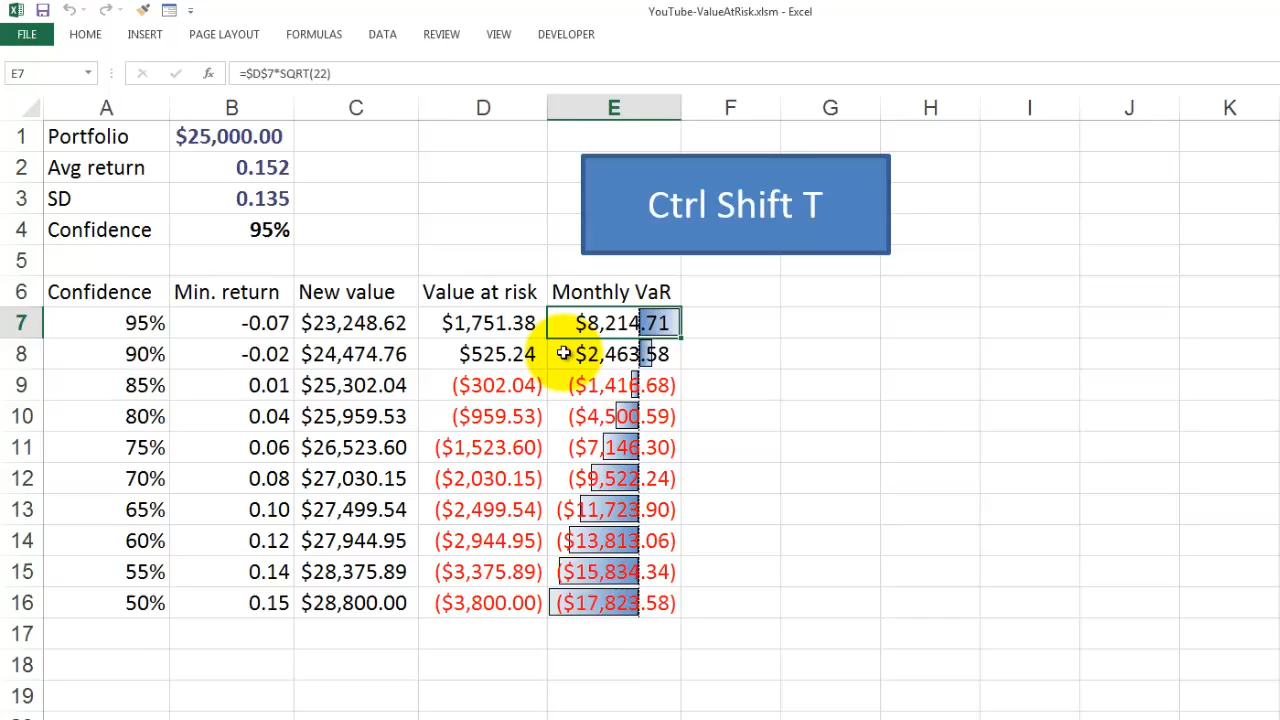 YouTube-ValueAtRisk.xlsm - Excel
FILE HOME INSERT PAGE LAYOUT FORMULAS DATA REVIEW VIEW DEVELOPER
E7 fx =$D$7*SQRT(22)
A B C D E F G H I J K
1 Portfolio $25,000.00
2 Avg return 0.152
3 SD 0.135
4 Confidence 95%
Ctrl Shift T
5
6 Confidence Min. return New value Value at risk Monthly VaR
7 95% -0.07 $23,248.62 $1,751.38 $8,214.71
8 90% -0.02 $24,474.76 $525.24 $2,463.58
9 85% 0.01 $25,302.04 ($302.04) ($1,416.68)
10 80% 0.04 $25,959.53 ($959.53) ($4,500.59)
11 75% 0.06 $26,523.60 ($1,523.60) ($7,146.30)
12 70% 0.08 $27,030.15 ($2,030.15) ($9,522.24)
13 65% 0.10 $27,499.54 ($2,499.54) ($11,723.90)
14 60% 0.12 $27,944.95 ($2,944.95) ($13,813.06)
15 55% 0.14 $28,375.89 ($3,375.89) ($15,834.34)
16 50% 0.15 $28,800.00 ($3,800.00) ($17,823.58)
17
18
19